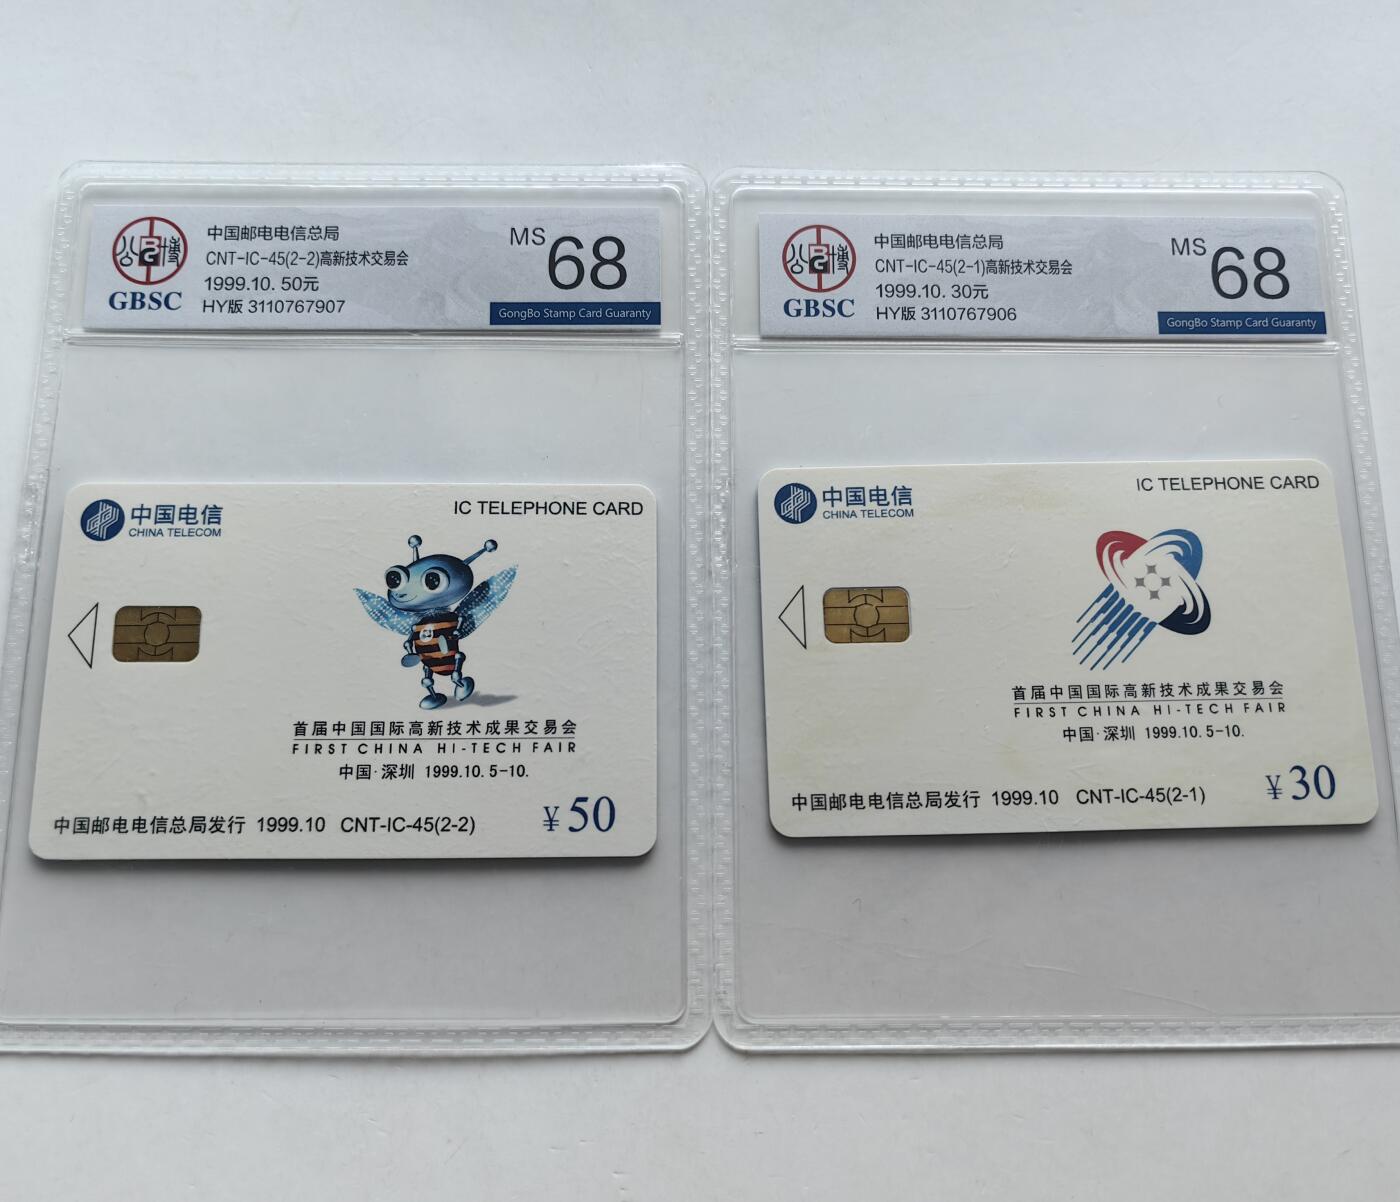 GBSC
中国邮电电信总局
CNT-IC-45(2-2)高新技术交易会
1999.10. 50元
HY版 3110767907
MS 68
GongBo Stamp Card Guaranty
中国电信
CHINA TELECOM
IC TELEPHONE CARD
首届中国国际高新技术成果交易会
FIRST CHINA HI-TECH FAIR
中国·深圳 1999.10.5-10.
中国邮电电信总局发行 1999.10 CNT-IC-45(2-2)
¥50
公博
GBSC
中国邮电电信总局
CNT-IC-45(2-1)高新技术交易会
1999.10. 30元
HY版 3110767906
MS 68
GongBo Stamp Card Guaranty
中国电信
CHINA TELECOM
IC TELEPHONE CARD
首届中国国际高新技术成果交易会
FIRST CHINA HI-TECH FAIR
中国·深圳 1999.10.5-10.
中国邮电电信总局发行 1999.10 CNT-IC-45(2-1)
¥30